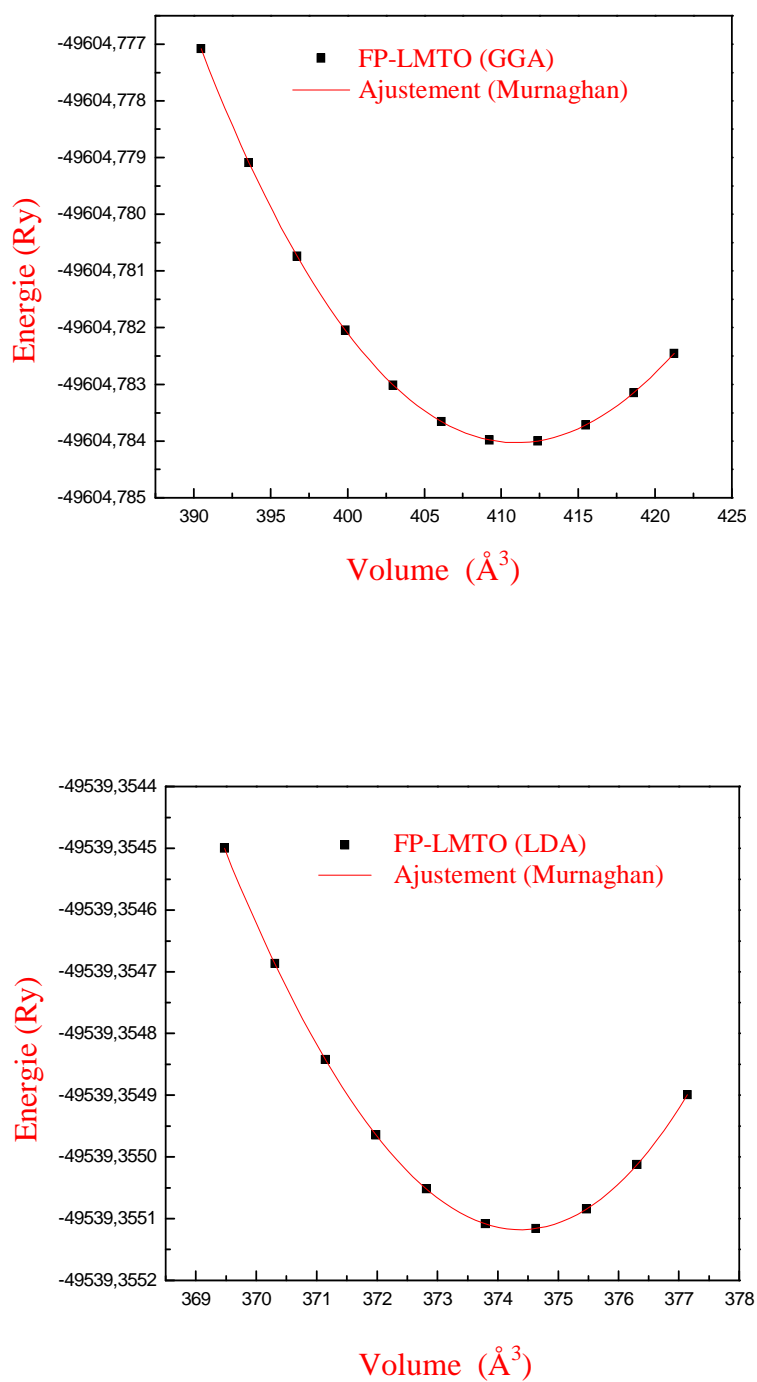 -49604,777
-49604,778
-49604,779
-49604,780
-49604,781
-49604,782
-49604,783
-49604,784
-49604,785
Energie (Ry)
FP-LMTO (GGA)
Ajustement (Murnaghan)
390 395 400 405 410 415 420 425
Volume (Å³)
-49539,3544
-49539,3545
-49539,3546
-49539,3547
-49539,3548
-49539,3549
-49539,3550
-49539,3551
-49539,3552
Energie (Ry)
FP-LMTO (LDA)
Ajustement (Murnaghan)
369 370 371 372 373 374 375 376 377 378
Volume (Å³)